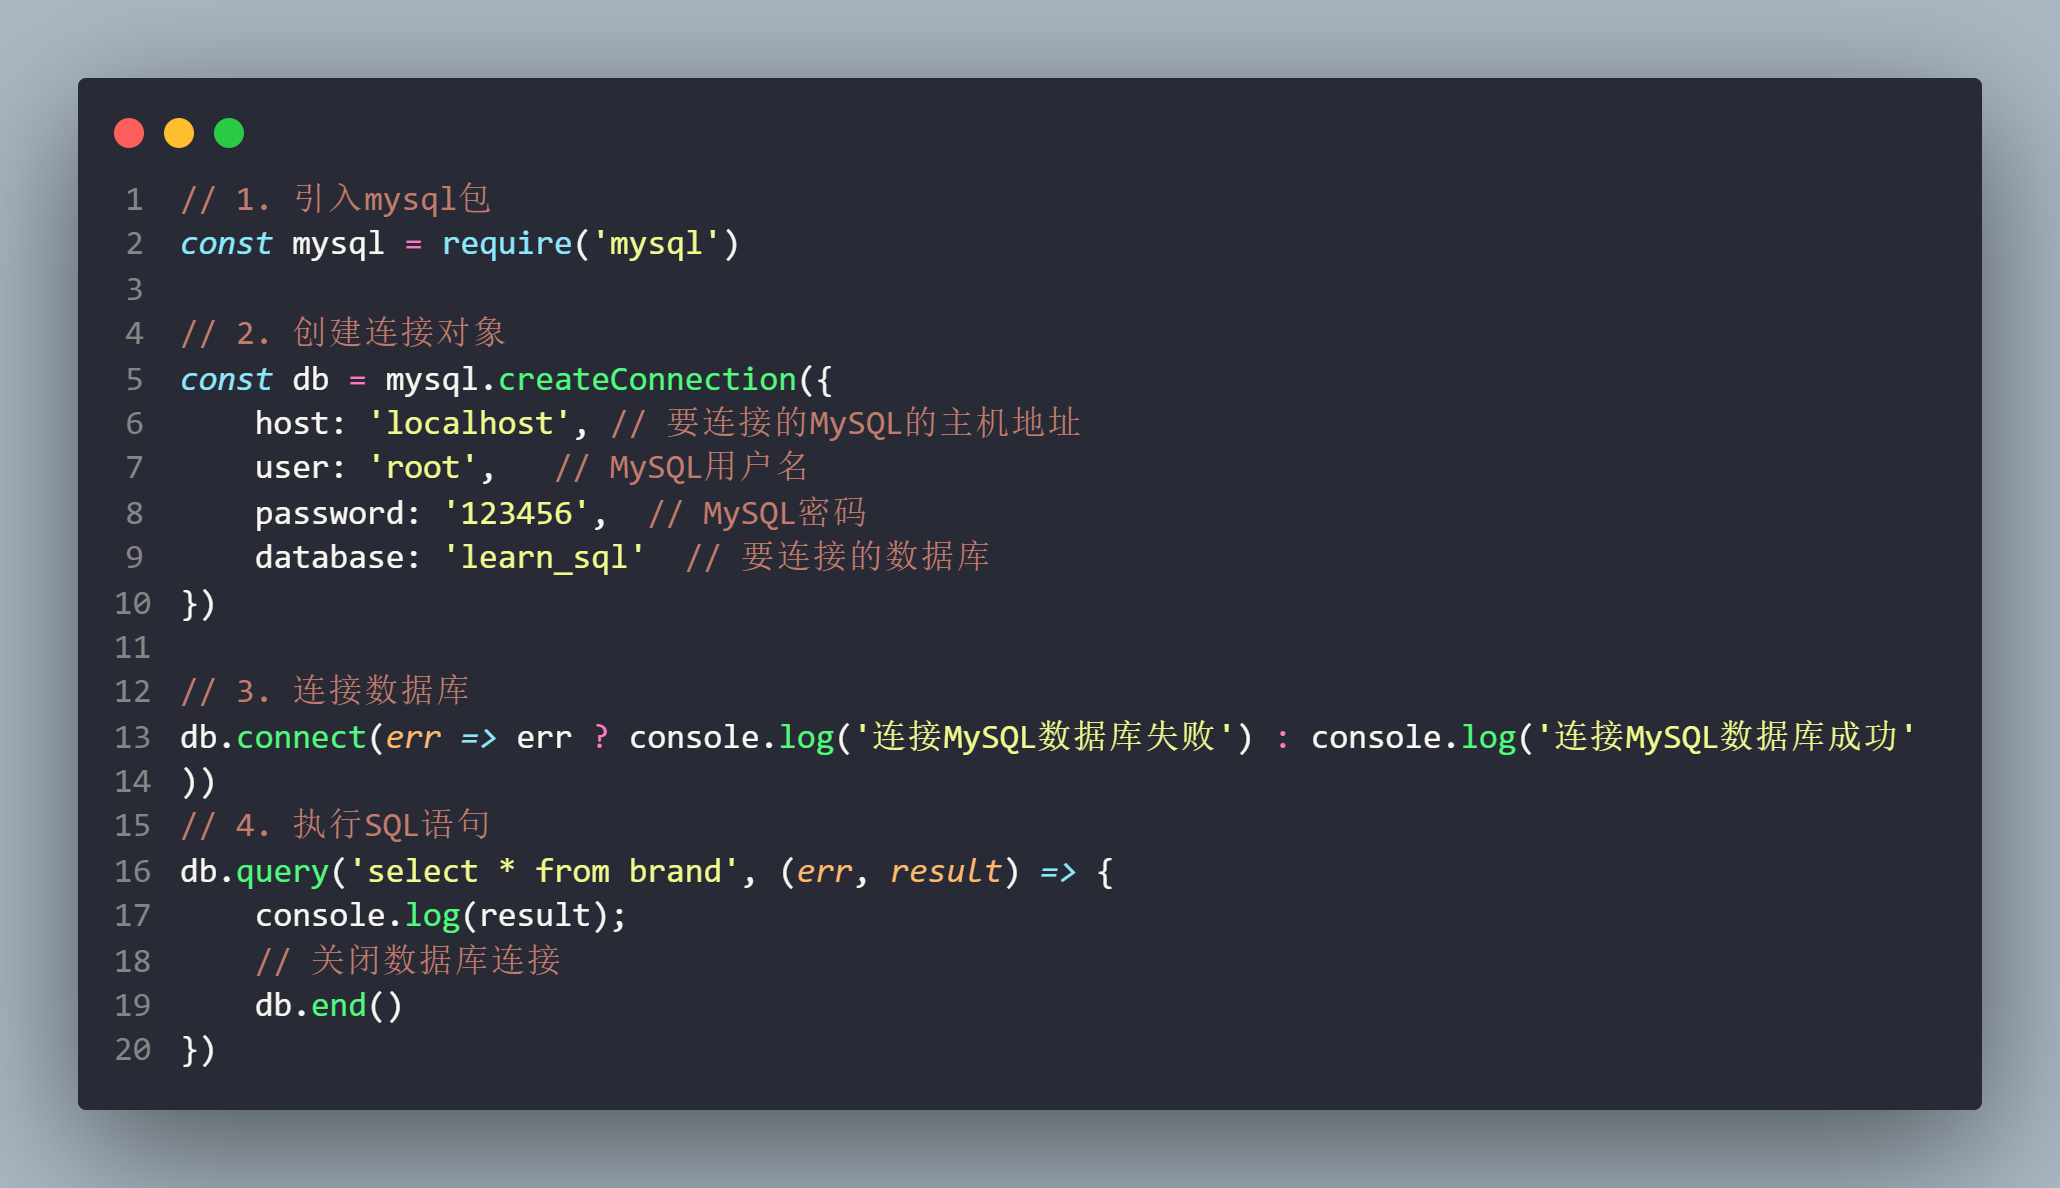 1 // 1. 引入mysql包
2 const mysql = require('mysql')
3
4 // 2. 创建连接对象
5 const db = mysql.createConnection({
6     host: 'localhost', // 要连接的MySQL的主机地址
7     user: 'root',   // MySQL用户名
8     password: '123456',  // MySQL密码
9     database: 'learn_sql'  // 要连接的数据库
10 })
11
12 // 3. 连接数据库
13 db.connect(err => err ? console.log('连接MySQL数据库失败') : console.log('连接MySQL数据库成功'
14 ))
15 // 4. 执行SQL语句
16 db.query('select * from brand', (err, result) => {
17     console.log(result);
18     // 关闭数据库连接
19     db.end()
20 })